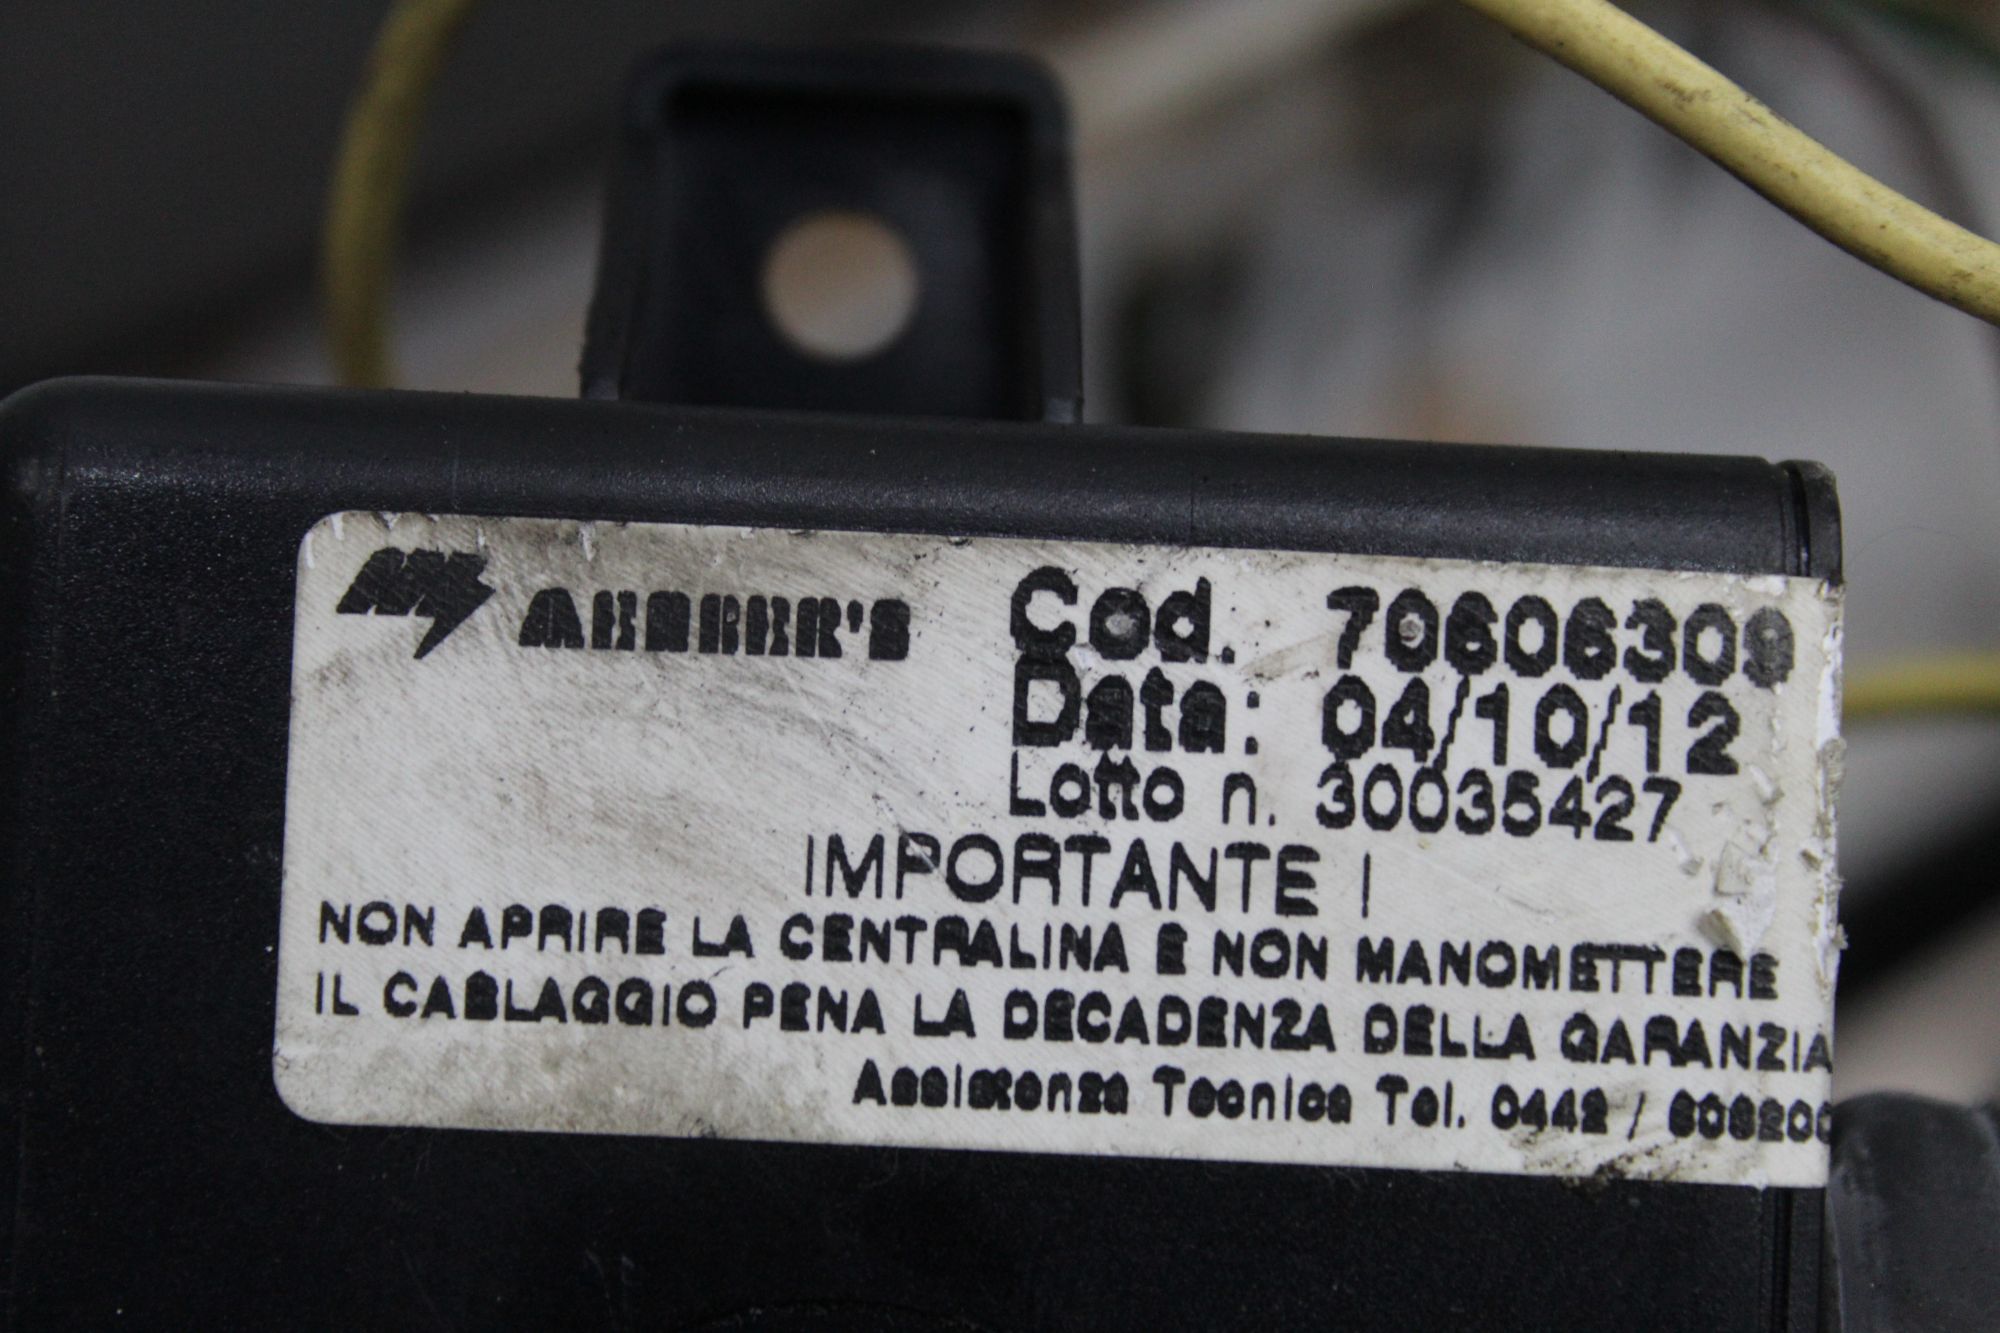 Cod. 70606309
Data: 04/10/12
Lotto n. 30035427
IMPORTANTE !
NON APRIRE LA CENTRALINA E NON MANOMETTERE
IL CABLAGGIO PENA LA DECADENZA DELLA GARANZIA
Assistenza Tecnica Tel. 0442 /